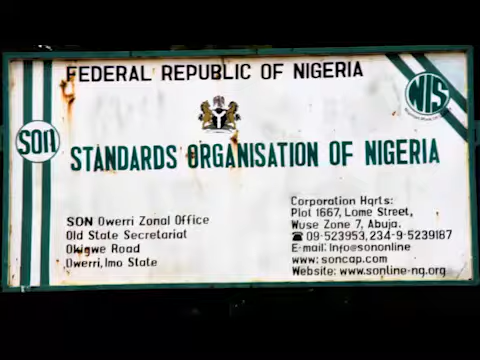 FEDERAL REPUBLIC OF NIGERIA
SON
NIS
STANDARDS ORGANISATION OF NIGERIA
SON Owerri Zonal Office
Old State Secretariat
Okigwe Road
Owerri, Imo State
Corporation Hqrts:
Plot 1667, Lome Street,
Wuse Zone 7, Abuja.
☎ 09-523953, 234-9-5239187
E-mail: Info@sononline
www: soncap.com
Website: www.sonline-ng.org